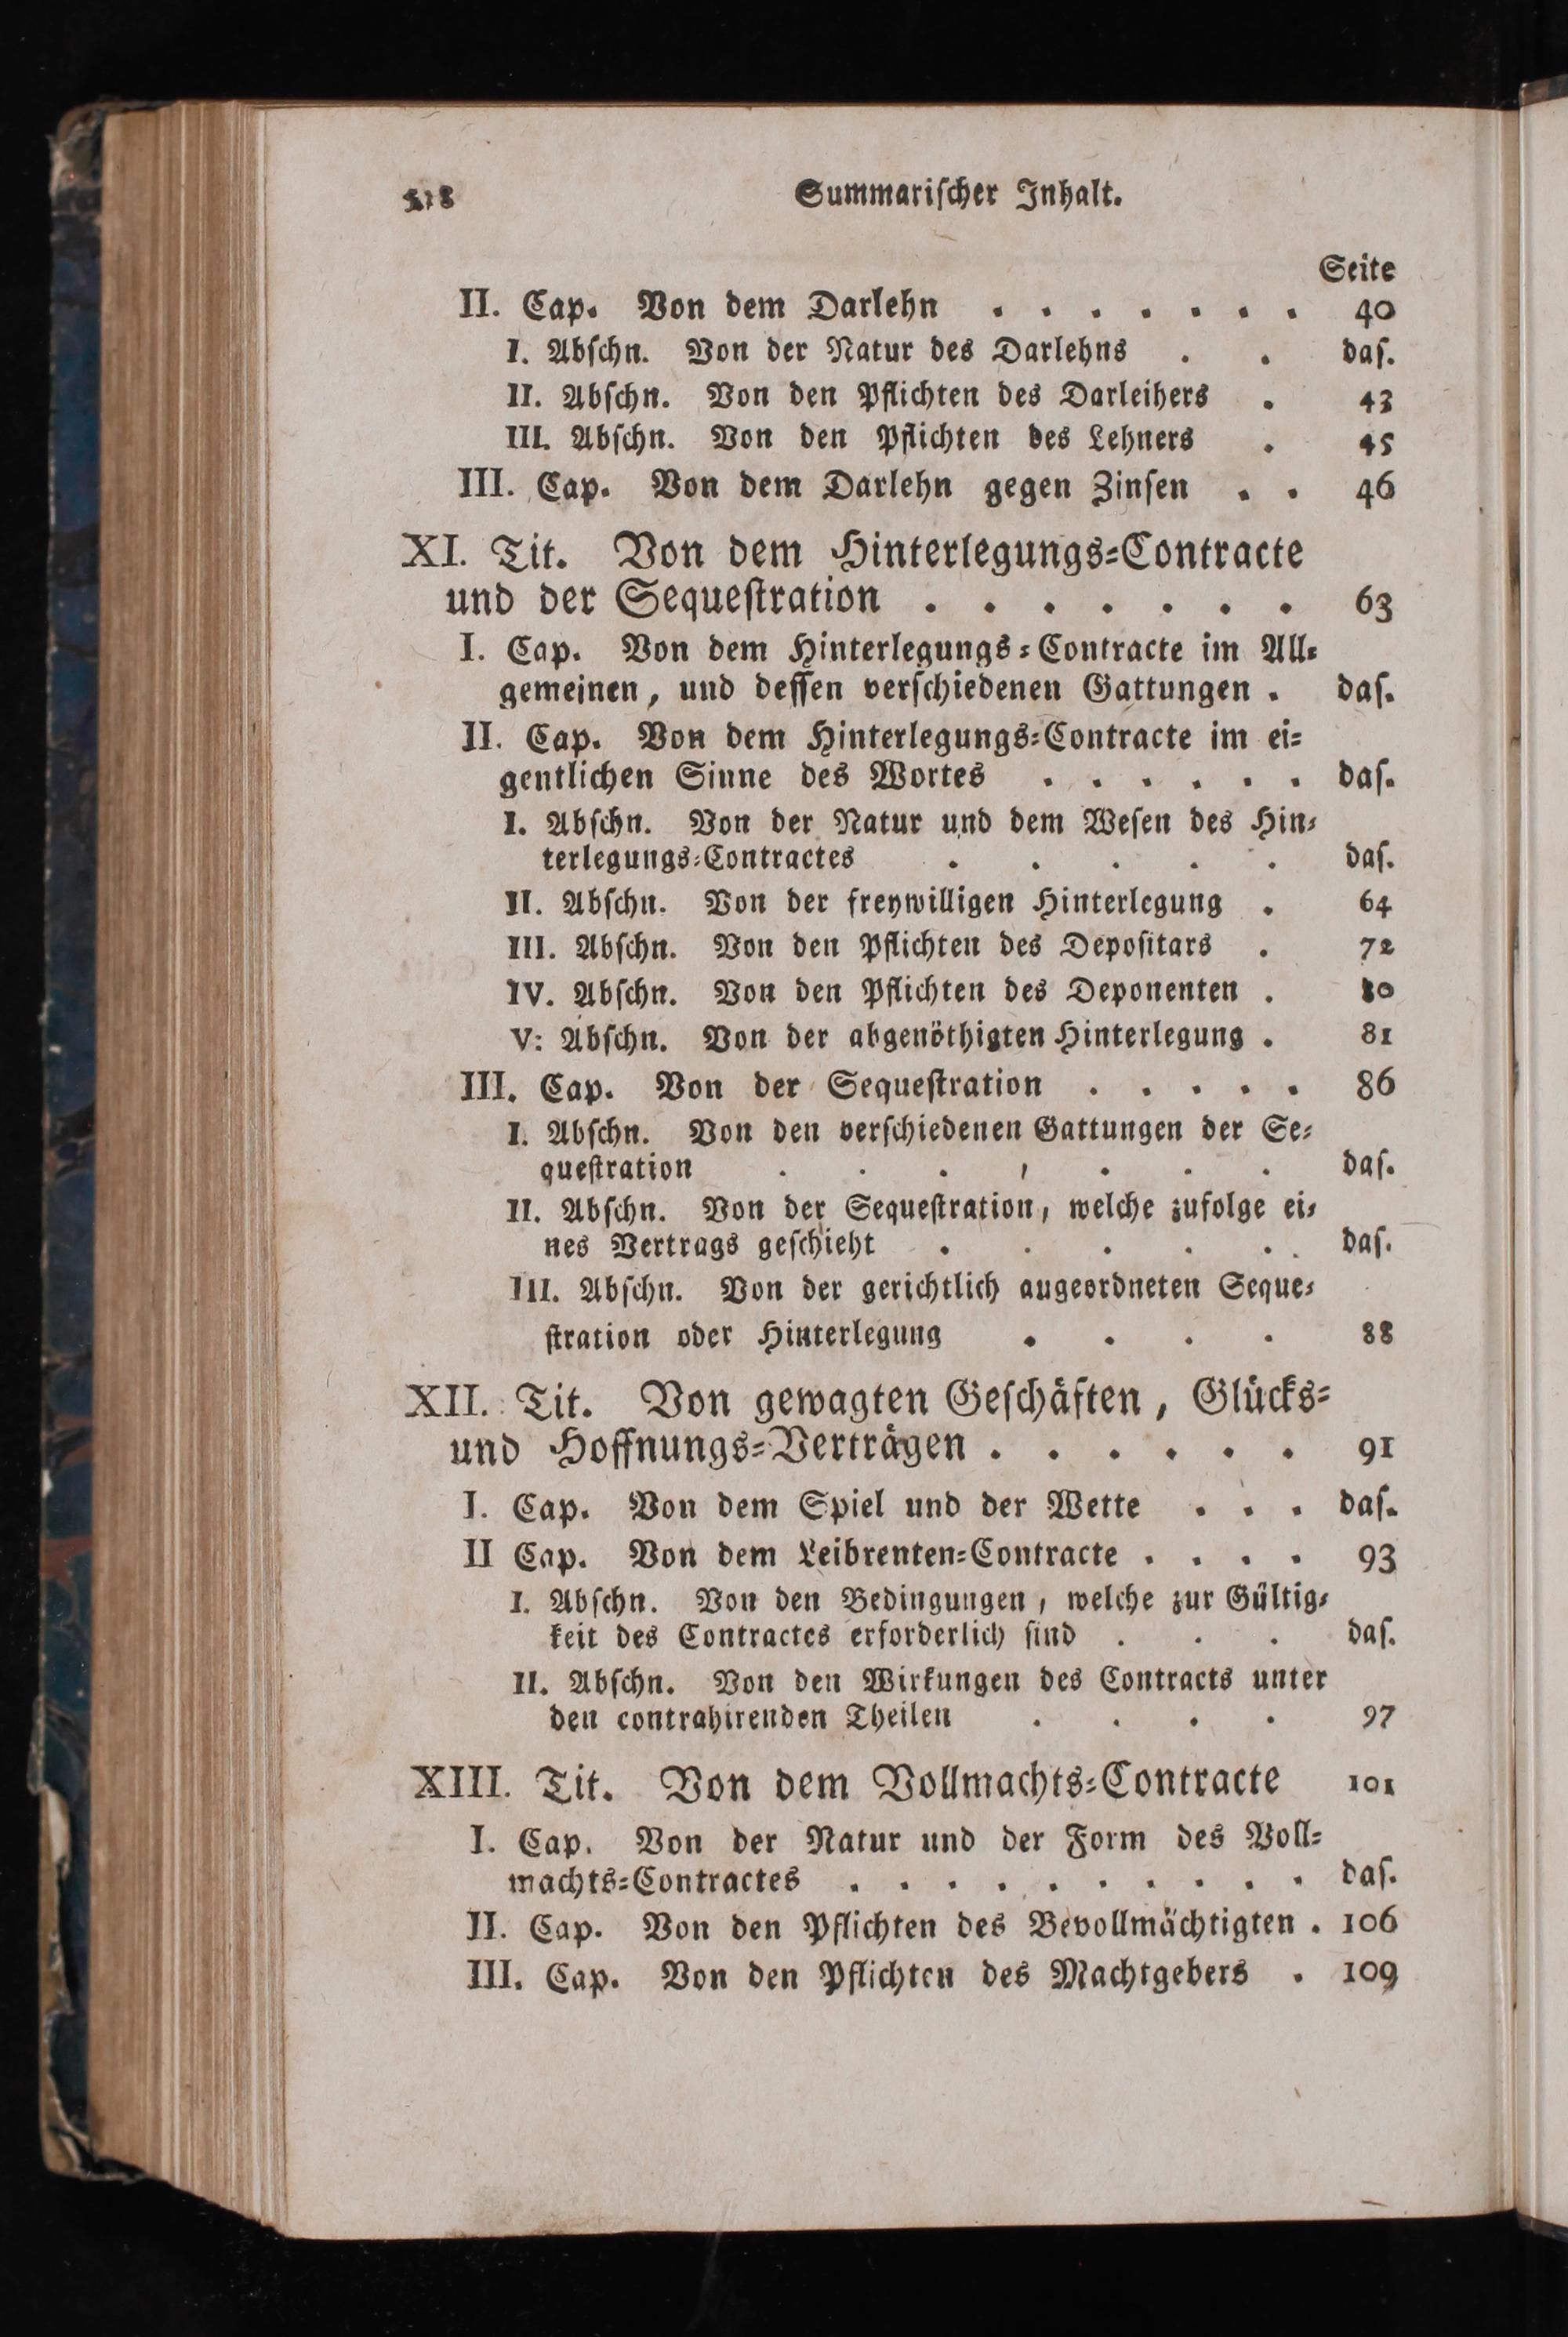 518 Summarischer Inhalt.
Seite
II. Cap. Von dem Darlehn . . . . . . . 40
I. Abschn. Von der Natur des Darlehns . . das.
II. Abschn. Von den Pflichten des Darleihers . 43
III. Abschn. Von den Pflichten des Lehners . 45
III. Cap. Von dem Darlehn gegen Zinsen . . 46
XI. Tit. Von dem Hinterlegungs=Contracte
und der Sequestration . . . . . . . 63
I. Cap. Von dem Hinterlegungs=Contracte im All=
gemeinen, und dessen verschiedenen Gattungen . das.
II. Cap. Von dem Hinterlegungs=Contracte im ei=
gentlichen Sinne des Wortes . . . . . . das.
I. Abschn. Von der Natur und dem Wesen des Hin=
terlegungs=Contractes . . . . . das.
II. Abschn. Von der freywilligen Hinterlegung . 64
III. Abschn. Von den Pflichten des Depositars . 72
IV. Abschn. Von den Pflichten des Deponenten . 80
V: Abschn. Von der abgenöthigten Hinterlegung . 81
III. Cap. Von der Sequestration . . . . . 86
I. Abschn. Von den verschiedenen Gattungen der Se=
questration . . . , . . . das.
II. Abschn. Von der Sequestration, welche zufolge ei=
nes Vertrags geschieht . . . . . . das.
III. Abschn. Von der gerichtlich augeordneten Seque=
stration oder Hinterlegung . . . . 88
XII. Tit. Von gewagten Geschäften, Glücks=
und Hoffnungs=Verträgen . . . . . . 91
I. Cap. Von dem Spiel und der Wette . . . das.
II Cap. Von dem Leibrenten=Contracte . . . . 93
I. Abschn. Von den Bedingungen, welche zur Gültig=
keit des Contractes erforderlich sind . . . das.
II. Abschn. Von den Wirkungen des Contracts unter
den contrahirenden Theilen . . . . 97
XIII. Tit. Von dem Vollmachts=Contracte 101
I. Cap. Von der Natur und der Form des Voll=
machts=Contractes . . . . . . . . . . das.
II. Cap. Von den Pflichten des Bevollmächtigten . 106
III. Cap. Von den Pflichten des Machtgebers . 109